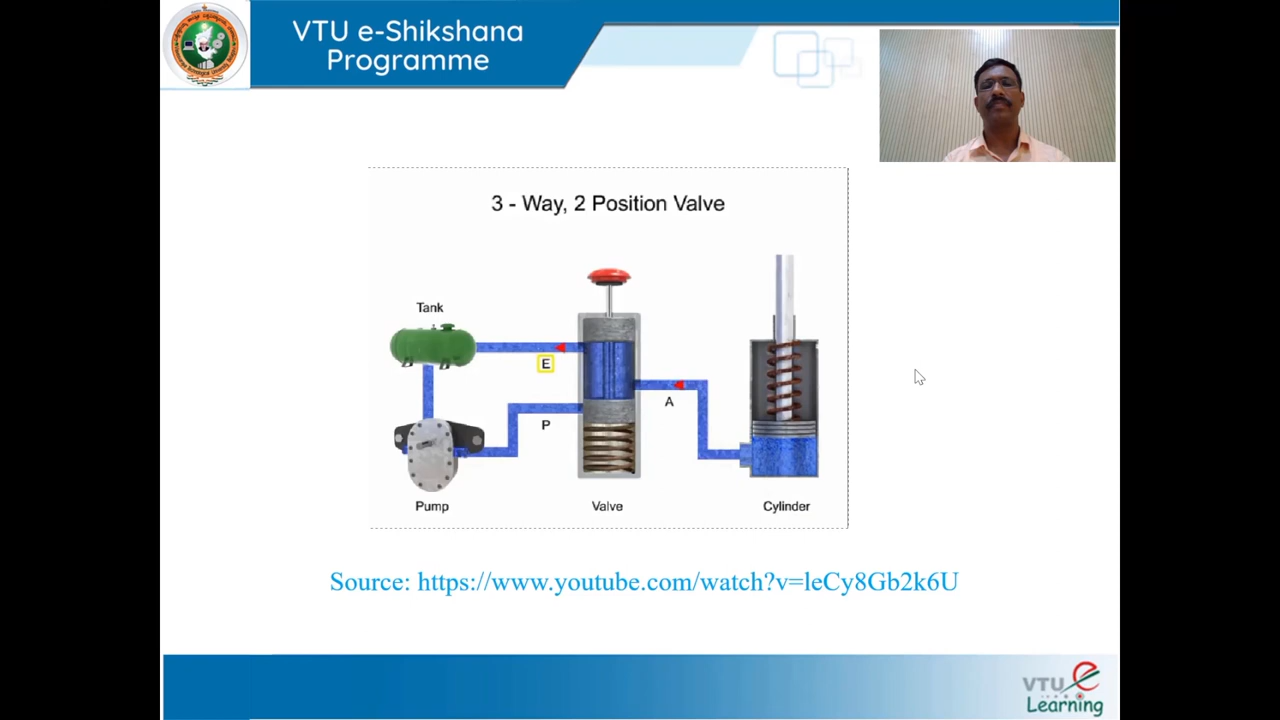 VTU e-Shikshana
Programme
3 - Way, 2 Position Valve
Tank
E
A
P
Pump
Valve
Cylinder
Source: https://www.youtube.com/watch?v=leCy8Gb2k6U
VTU e
Learning